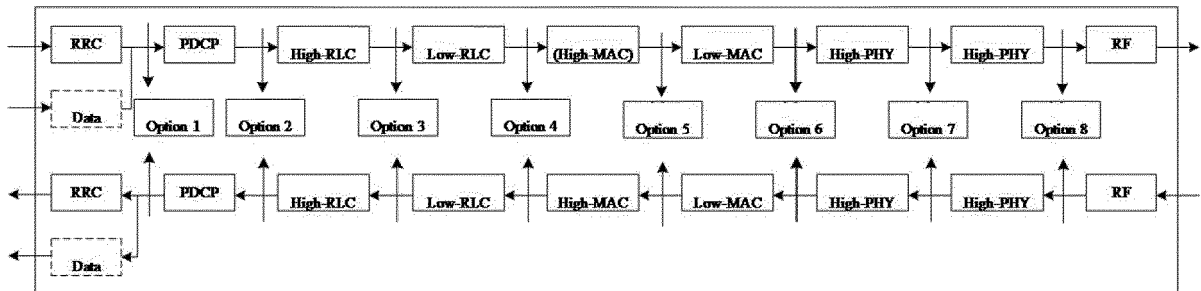 RRC PDCP High-RLC Low-RLC (High-MAC) Low-MAC High-PHY High-PHY RF
Data Option 1 Option 2 Option 3 Option 4 Option 5 Option 6 Option 7 Option 8
RRC PDCP High-RLC Low-RLC High-MAC Low-MAC High-PHY High-PHY RF
Data